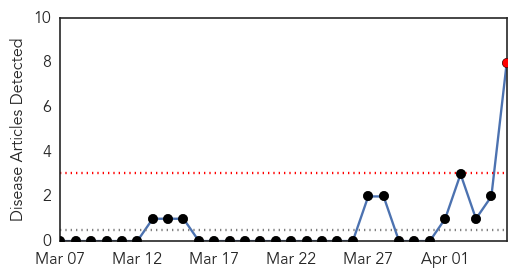 10
8
6
4
2
0
Disease Articles Detected
Mar 07
Mar 12
Mar 17
Mar 22
Mar 27
Apr 01